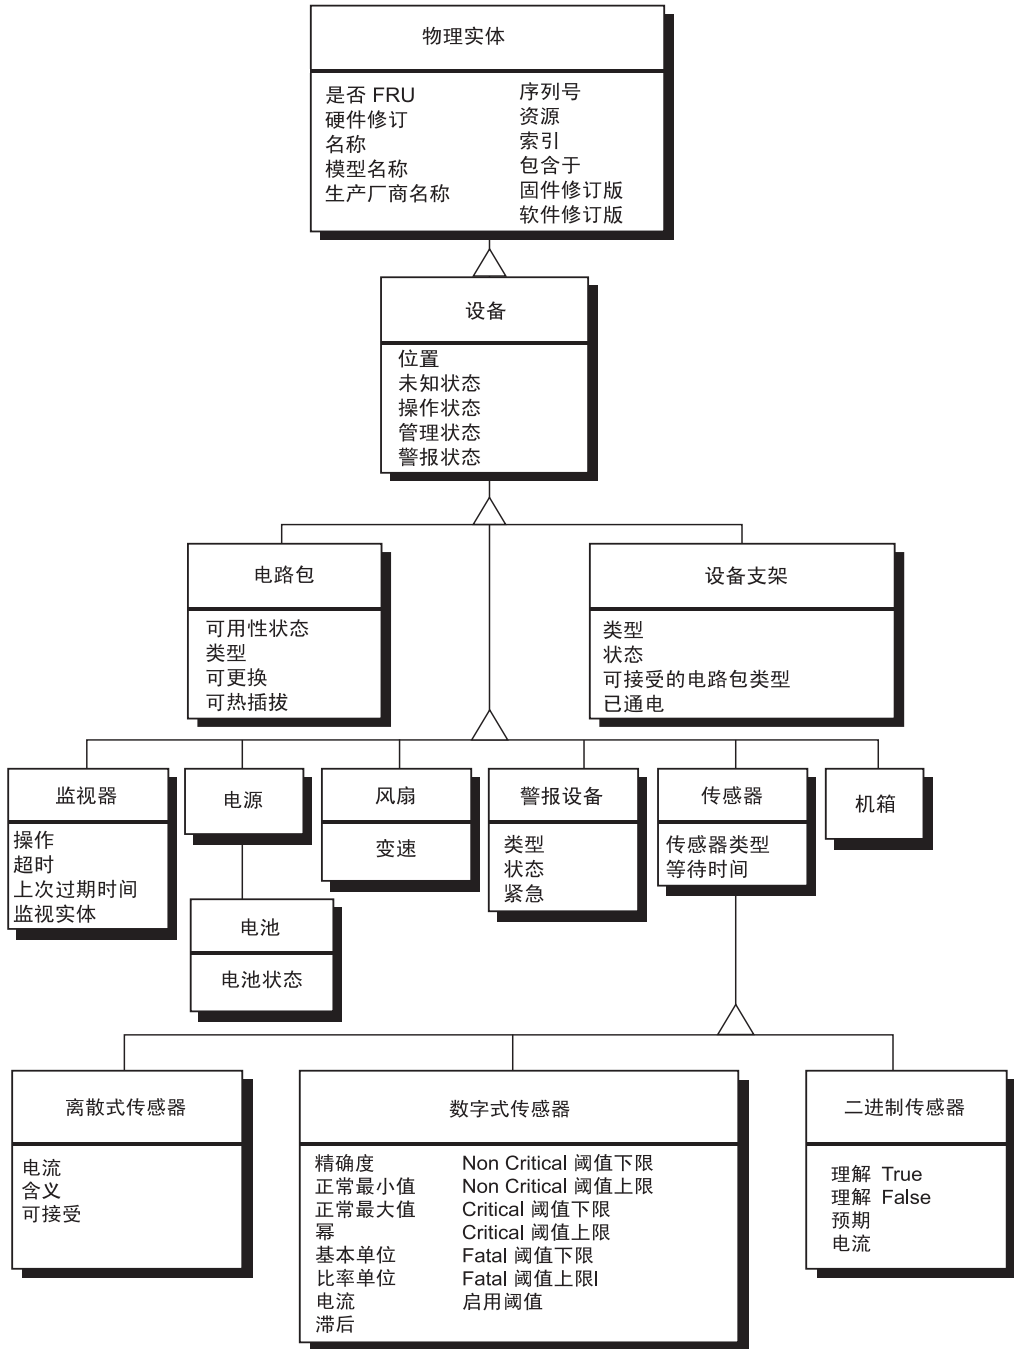 物理实体
是否 FRU
硬件修订
名称
模型名称
生产厂商名称
序列号
资源
索引
包含于
固件修订版
软件修订版
设备
位置
未知状态
操作状态
管理状态
警报状态
电路包
可用性状态
类型
可更换
可热插拔
设备支架
类型
状态
可接受的电路包类型
已通电
监视器
操作
超时
上次过期时间
监视实体
电源
风扇
变速
警报设备
类型
状态
紧急
传感器
传感器类型
等待时间
机箱
电池
电池状态
离散式传感器
电流
含义
可接受
数字式传感器
精确度
正常最小值
正常最大值
幂
基本单位
比率单位
电流
滞后
Non Critical 阈值下限
Non Critical 阈值上限
Critical 阈值下限
Critical 阈值上限
Fatal 阈值下限
Fatal 阈值上限l
启用阈值
二进制传感器
理解 True
理解 False
预期
电流